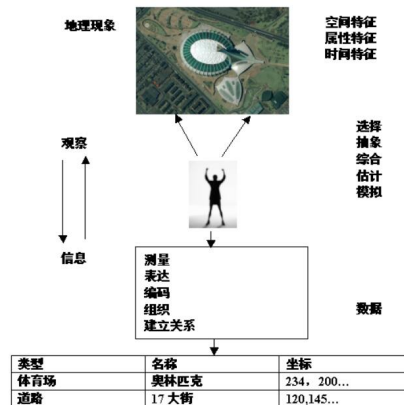 地理现象
空间特征
属性特征
时间特征
选择
抽象
观察
综合
估计
模拟
信息
测量
表达
编码
组织
建立关系
数据
类型 名称 坐标
体育场 奥林匹克 234，200...
道路 17 大街 120,145...